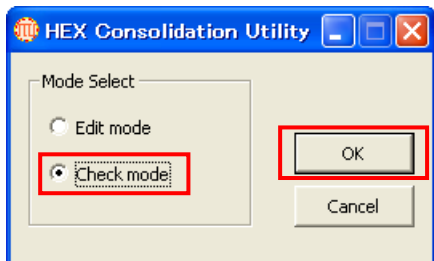 HEX Consolidation Utility
Mode Select
Edit mode
Check mode
OK
Cancel